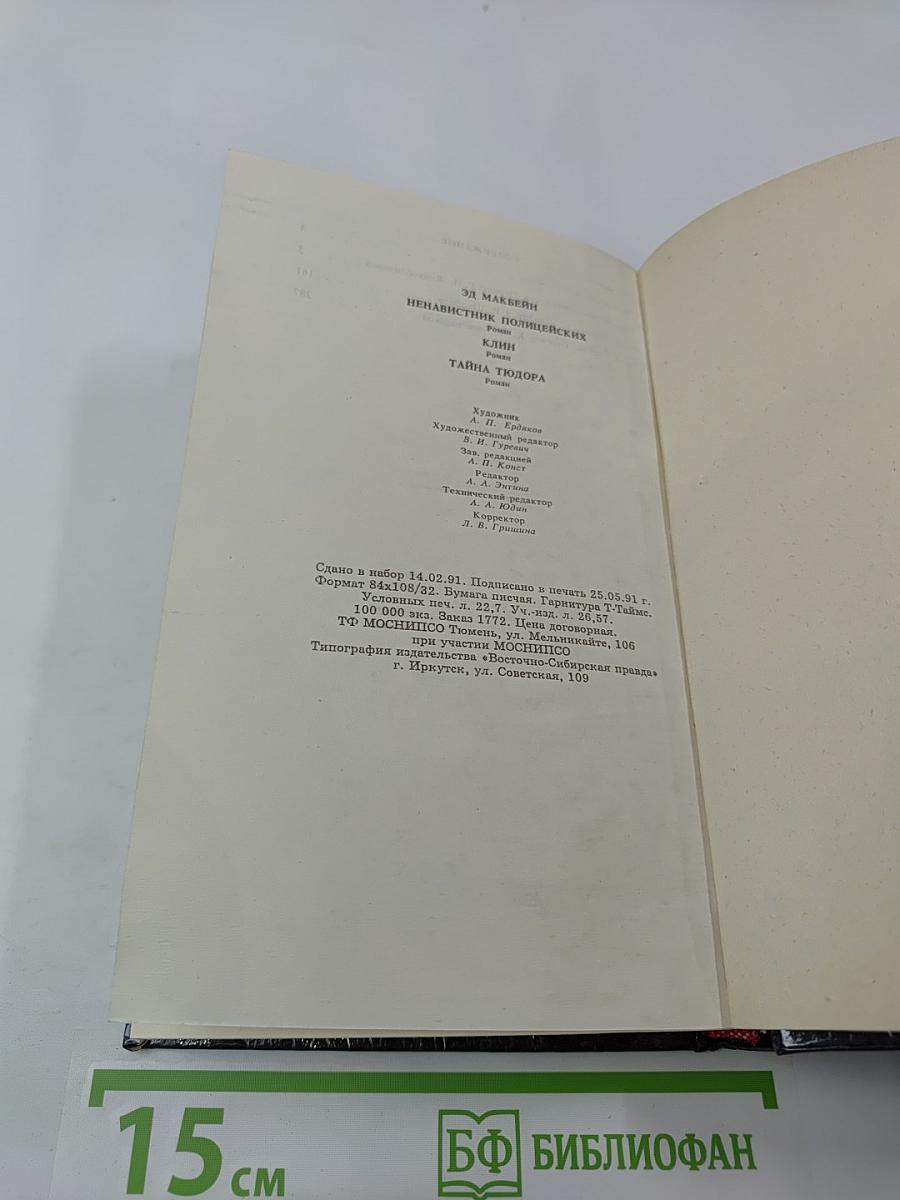 ЭД МАКБЕЙН
НЕНАВИСТНИК ПОЛИЦЕЙСКИХ
Роман
КЛИН
Роман
ТАЙНА ТЮДОРА
Роман
Художник
А. П. Ердяков
Художественный редактор
В. И. Гуревич
Зав. редакцией
А. П. Конст
Редактор
А. А. Энтина
Технический редактор
А. А. Юдин
Корректор
Л. В. Гришина
Сдано в набор 14.02.91. Подписано в печать 25.05.91 г.
Формат 84х108/32. Бумага писчая. Гарнитура Т-Таймс.
Условных печ. л. 22,7. Уч.-изд. л. 26,57.
100 000 экз. Заказ 1772. Цена договорная.
ТФ МОСНИПСО Тюмень, ул. Мельникайте, 106
при участии МОСНИПСО
Типография издательства «Восточно-Сибирская правда»
г. Иркутск, ул. Советская, 109
15 см
БФ БИБЛИОФАН